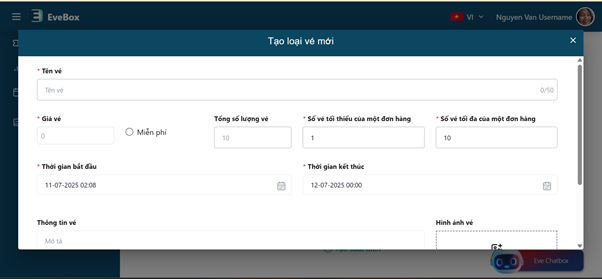 EveBox
VI
Nguyen Van Username
Tạo loại vé mới
* Tên vé
Tên vé
0/50
* Giá vé
Tổng số lượng vé
* Số vé tối thiểu của một đơn hàng
* Số vé tối đa của một đơn hàng
0
Miễn phí
10
1
10
* Thời gian bắt đầu
* Thời gian kết thúc
11-07-2025 02:08
12-07-2025 00:00
Thông tin vé
Hình ảnh vé
Mô tả
Eve Chatbox